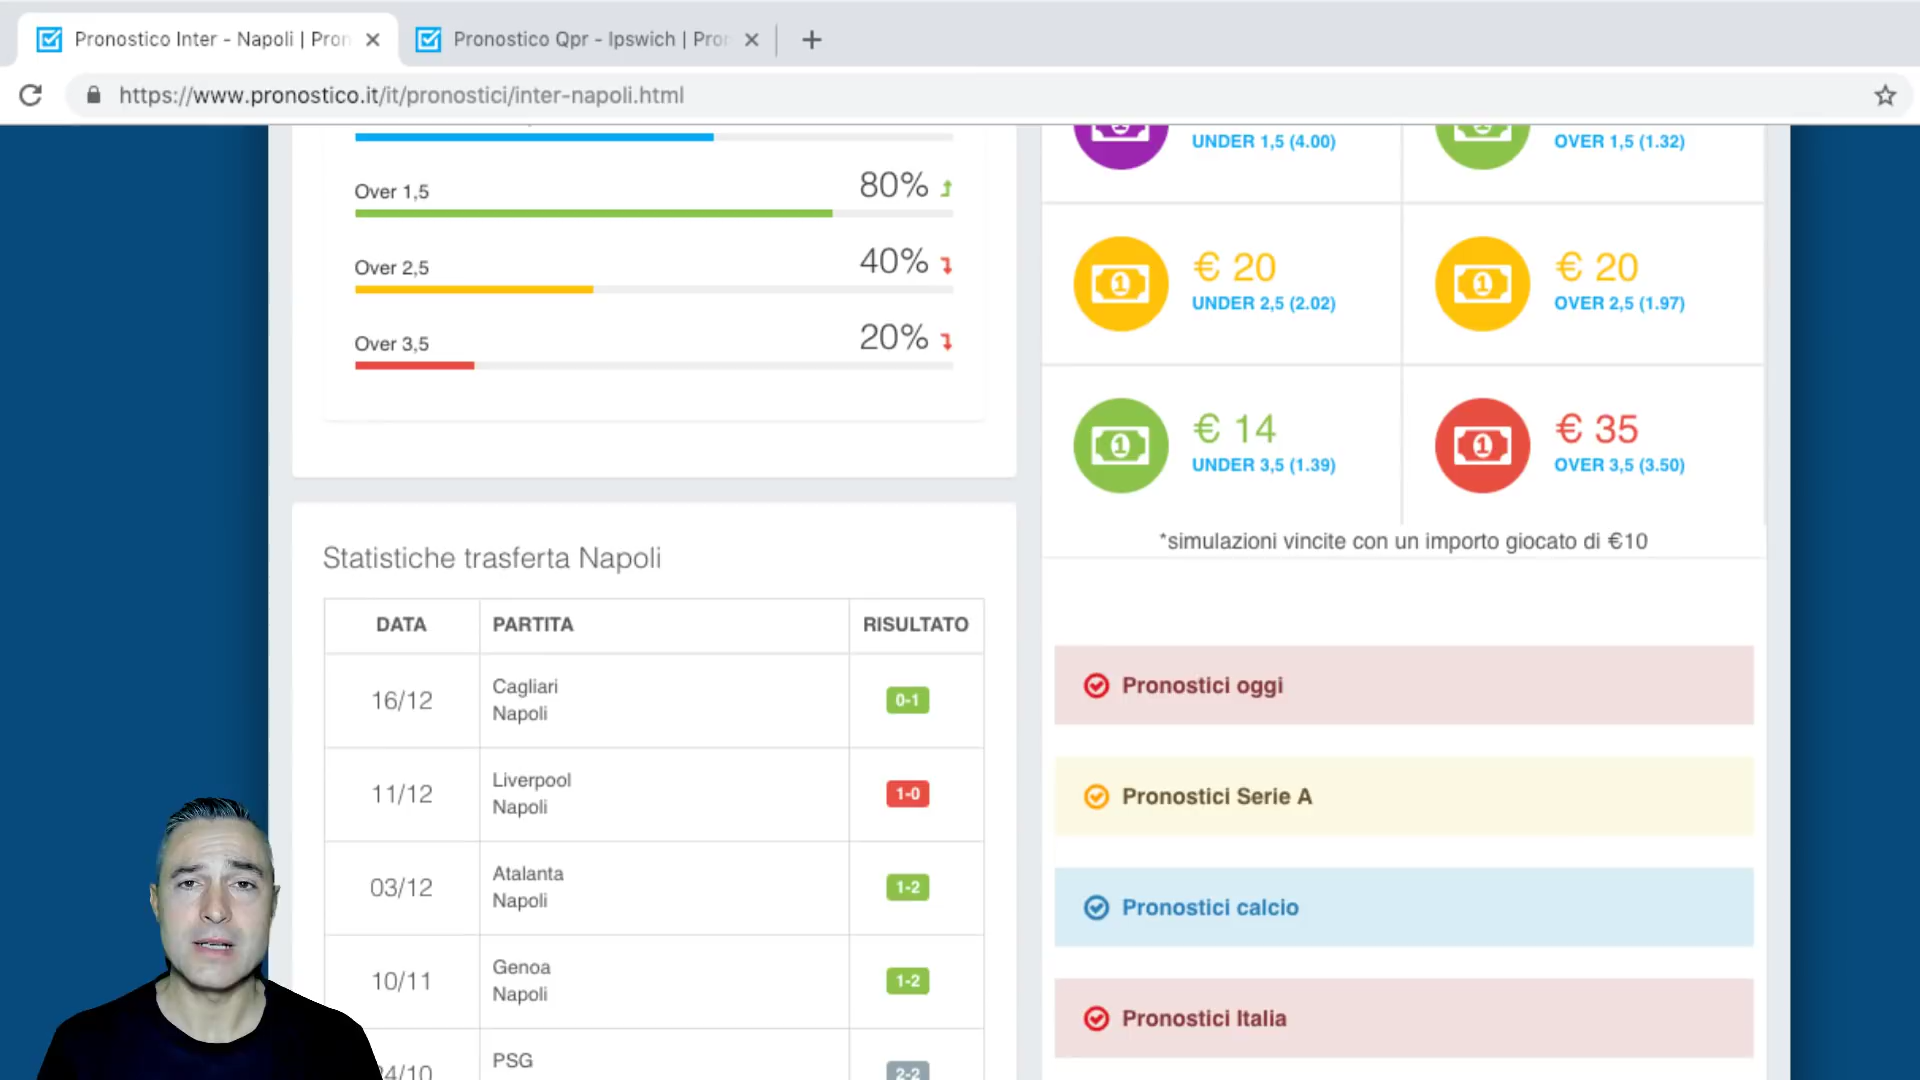 Pronostico Inter - Napoli | Pron
Pronostico Qpr - Ipswich | Pro
https://www.pronostico.it/it/pronostici/inter-napoli.html
UNDER 1,5 (4.00)
OVER 1,5 (1.32)
Over 1,5
80%
Over 2,5
40%
Over 3,5
20%
€ 20
UNDER 2,5 (2.02)
€ 20
OVER 2,5 (1.97)
€ 14
UNDER 3,5 (1.39)
€ 35
OVER 3,5 (3.50)
*simulazioni vincite con un importo giocato di €10
Statistiche trasferta Napoli
DATA PARTITA RISULTATO
16/12
Cagliari
Napoli
0-1
11/12
Liverpool
Napoli
1-0
03/12
Atalanta
Napoli
1-2
10/11
Genoa
Napoli
1-2
4/10
PSG
2-2
Pronostici oggi
Pronostici Serie A
Pronostici calcio
Pronostici Italia